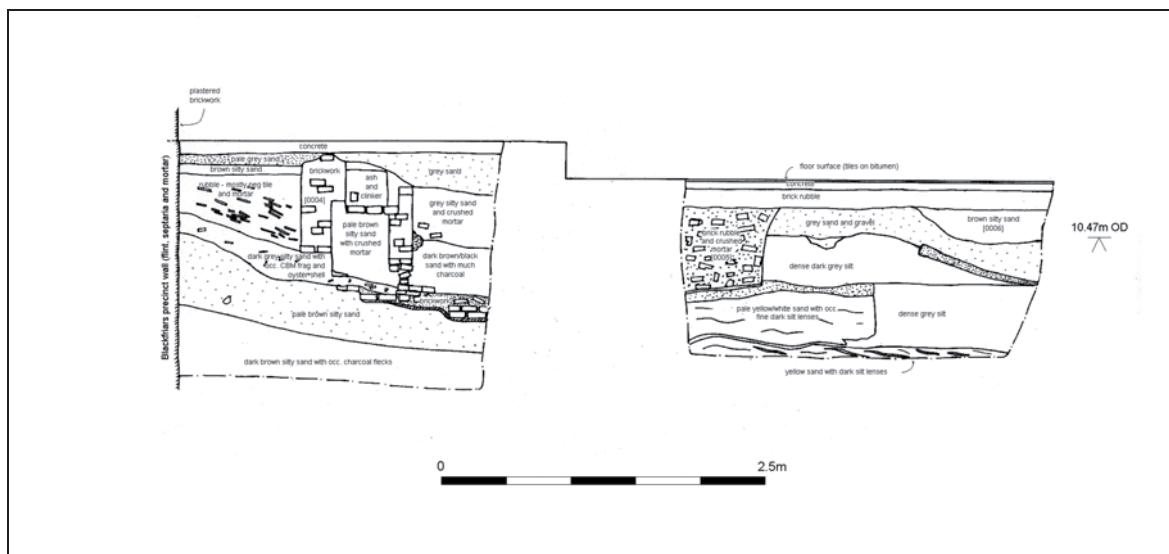 plastered
brickwork
concrete
pale grey sand
brown silty sand
rubble - mostly peg tile
and mortar
brickwork
[0004]
ash
and
clinker
grey sand
grey silty sand
and crushed
mortar
pale brown
silty sand
with crushed
mortar
dark grey silty sand with
occ. CBM frag and
oyster shell
dark brown/black
sand with much
charcoal
brickwork
pale brown silty sand
dark brown silty sand with occ. charcoal flecks
Blackfriars precinct wall (flint, septaria and mortar)
floor surface (tiles on bitumen)
concrete
brick rubble
brick rubble
and crushed
mortar
[0005]
grey sand and gravel
brown silty sand
[0006]
dense dark grey silt
pale yellow/white sand with occ.
fine dark silt lenses
dense grey silt
yellow sand with dark silt lenses
10.47m OD
0
2.5m